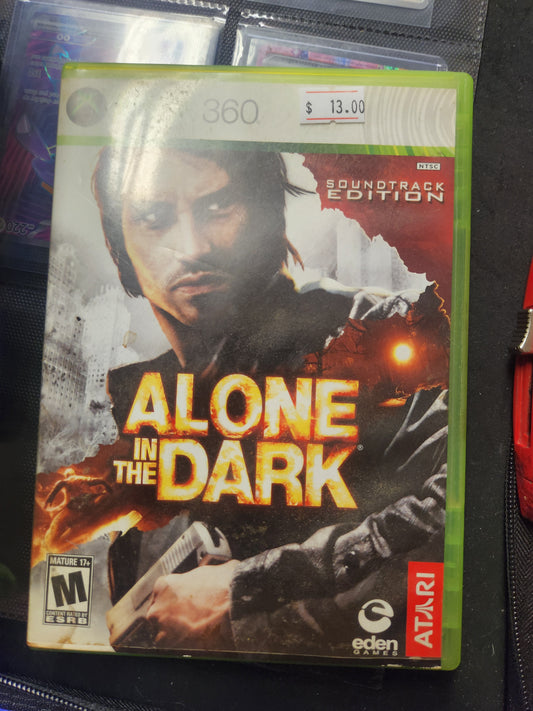 360
$ 13.00
NTSC
SOUNDTRACK
EDITION
ALONE
IN
THE DARK®
MATURE 17+
M
CONTENT RATED BY
ESRB
eden
GAMES
ATARI
220